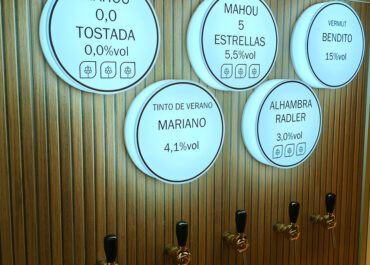 MAHOU
0,0
TOSTADA
0,0%vol
MAHOU
5
ESTRELLAS
5,5%vol
VERMUT
BENDITO
15%vol
TINTO DE VERANO
MARIANO
4,1%vol
ALHAMBRA
RADLER
3,0%vol